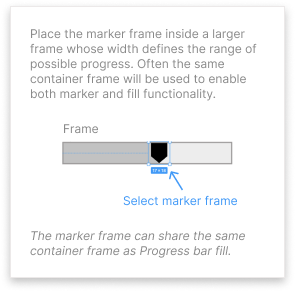 Place the marker frame inside a larger
frame whose width defines the range of
possible progress. Often the same
container frame will be used to enable
both marker and fill functionality.
Frame
Select marker frame
The marker frame can share the same
container frame as Progress bar fill.